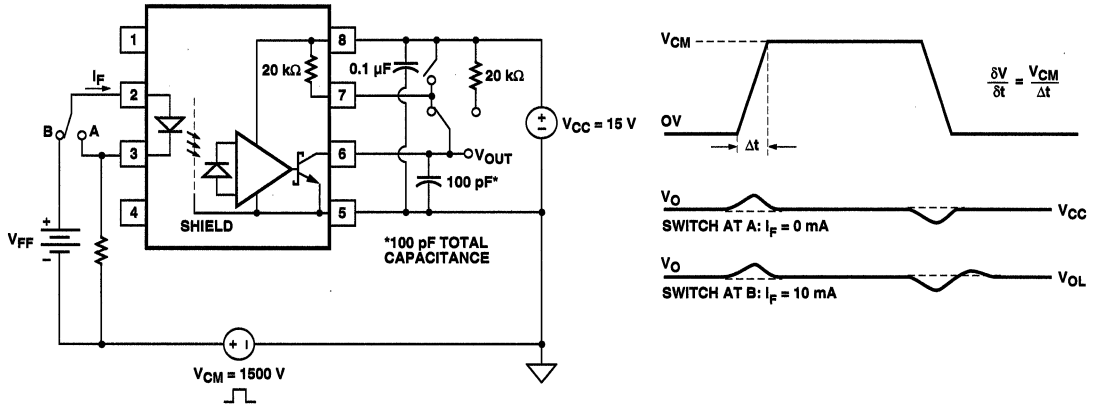 1
8
20 kΩ
0.1 µF
20 kΩ
I_F
2
7
B
A
V_CC = 15 V
3
6
V_OUT
100 pF*
4
5
SHIELD
V_FF
*100 pF TOTAL
CAPACITANCE
V_CM = 1500 V
V_CM
δV/δt = V_CM/Δt
OV
Δt
V_O
V_CC
SWITCH AT A: I_F = 0 mA
V_O
V_OL
SWITCH AT B: I_F = 10 mA